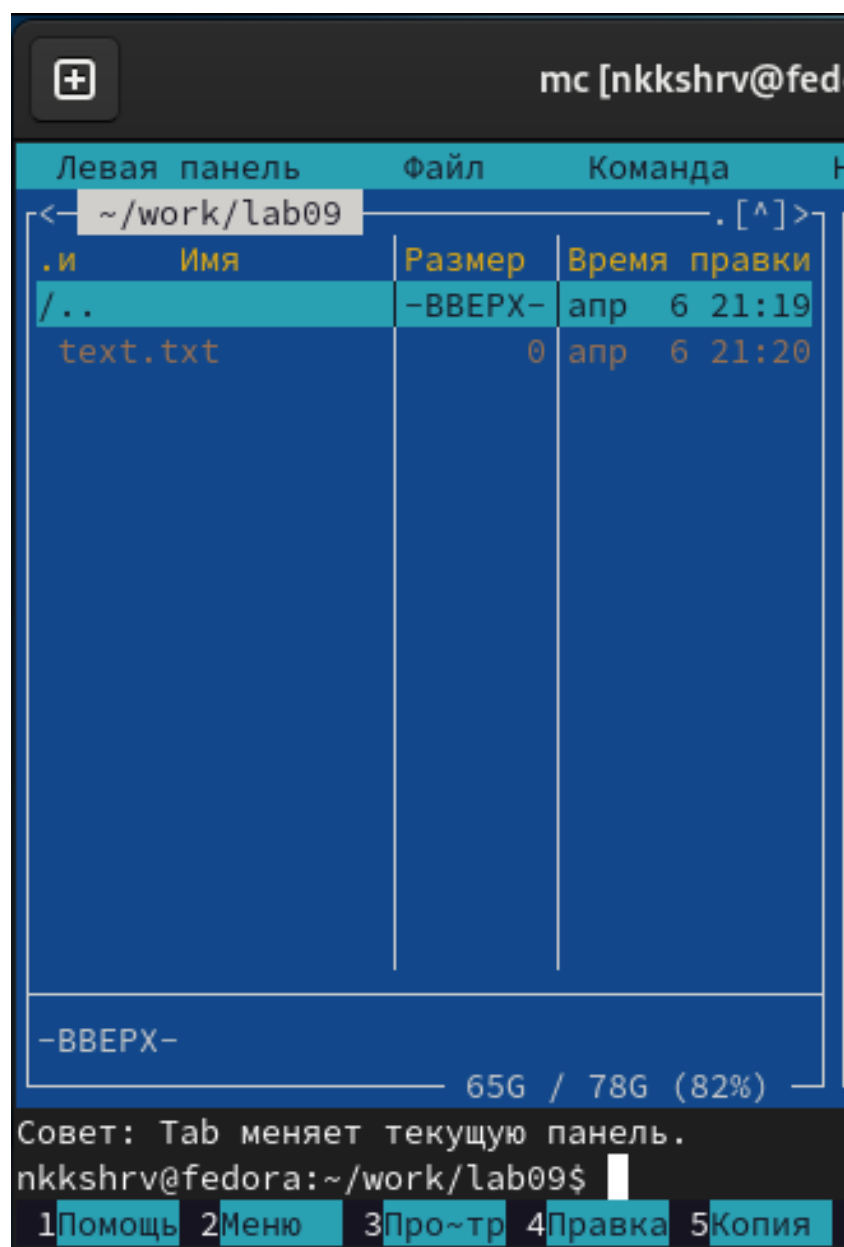 mc [nkkshrv@fed
Левая панель Файл Команда
<— ~/work/lab09 .[^]>
.и Имя Размер Время правки
/.. -ВВЕРХ- апр 6 21:19
text.txt 0 апр 6 21:20
-ВВЕРХ-
65G / 78G (82%)
Совет: Tab меняет текущую панель.
nkkshrv@fedora:~/work/lab09$
1Помощь 2Меню 3Про~тр 4Правка 5Копия